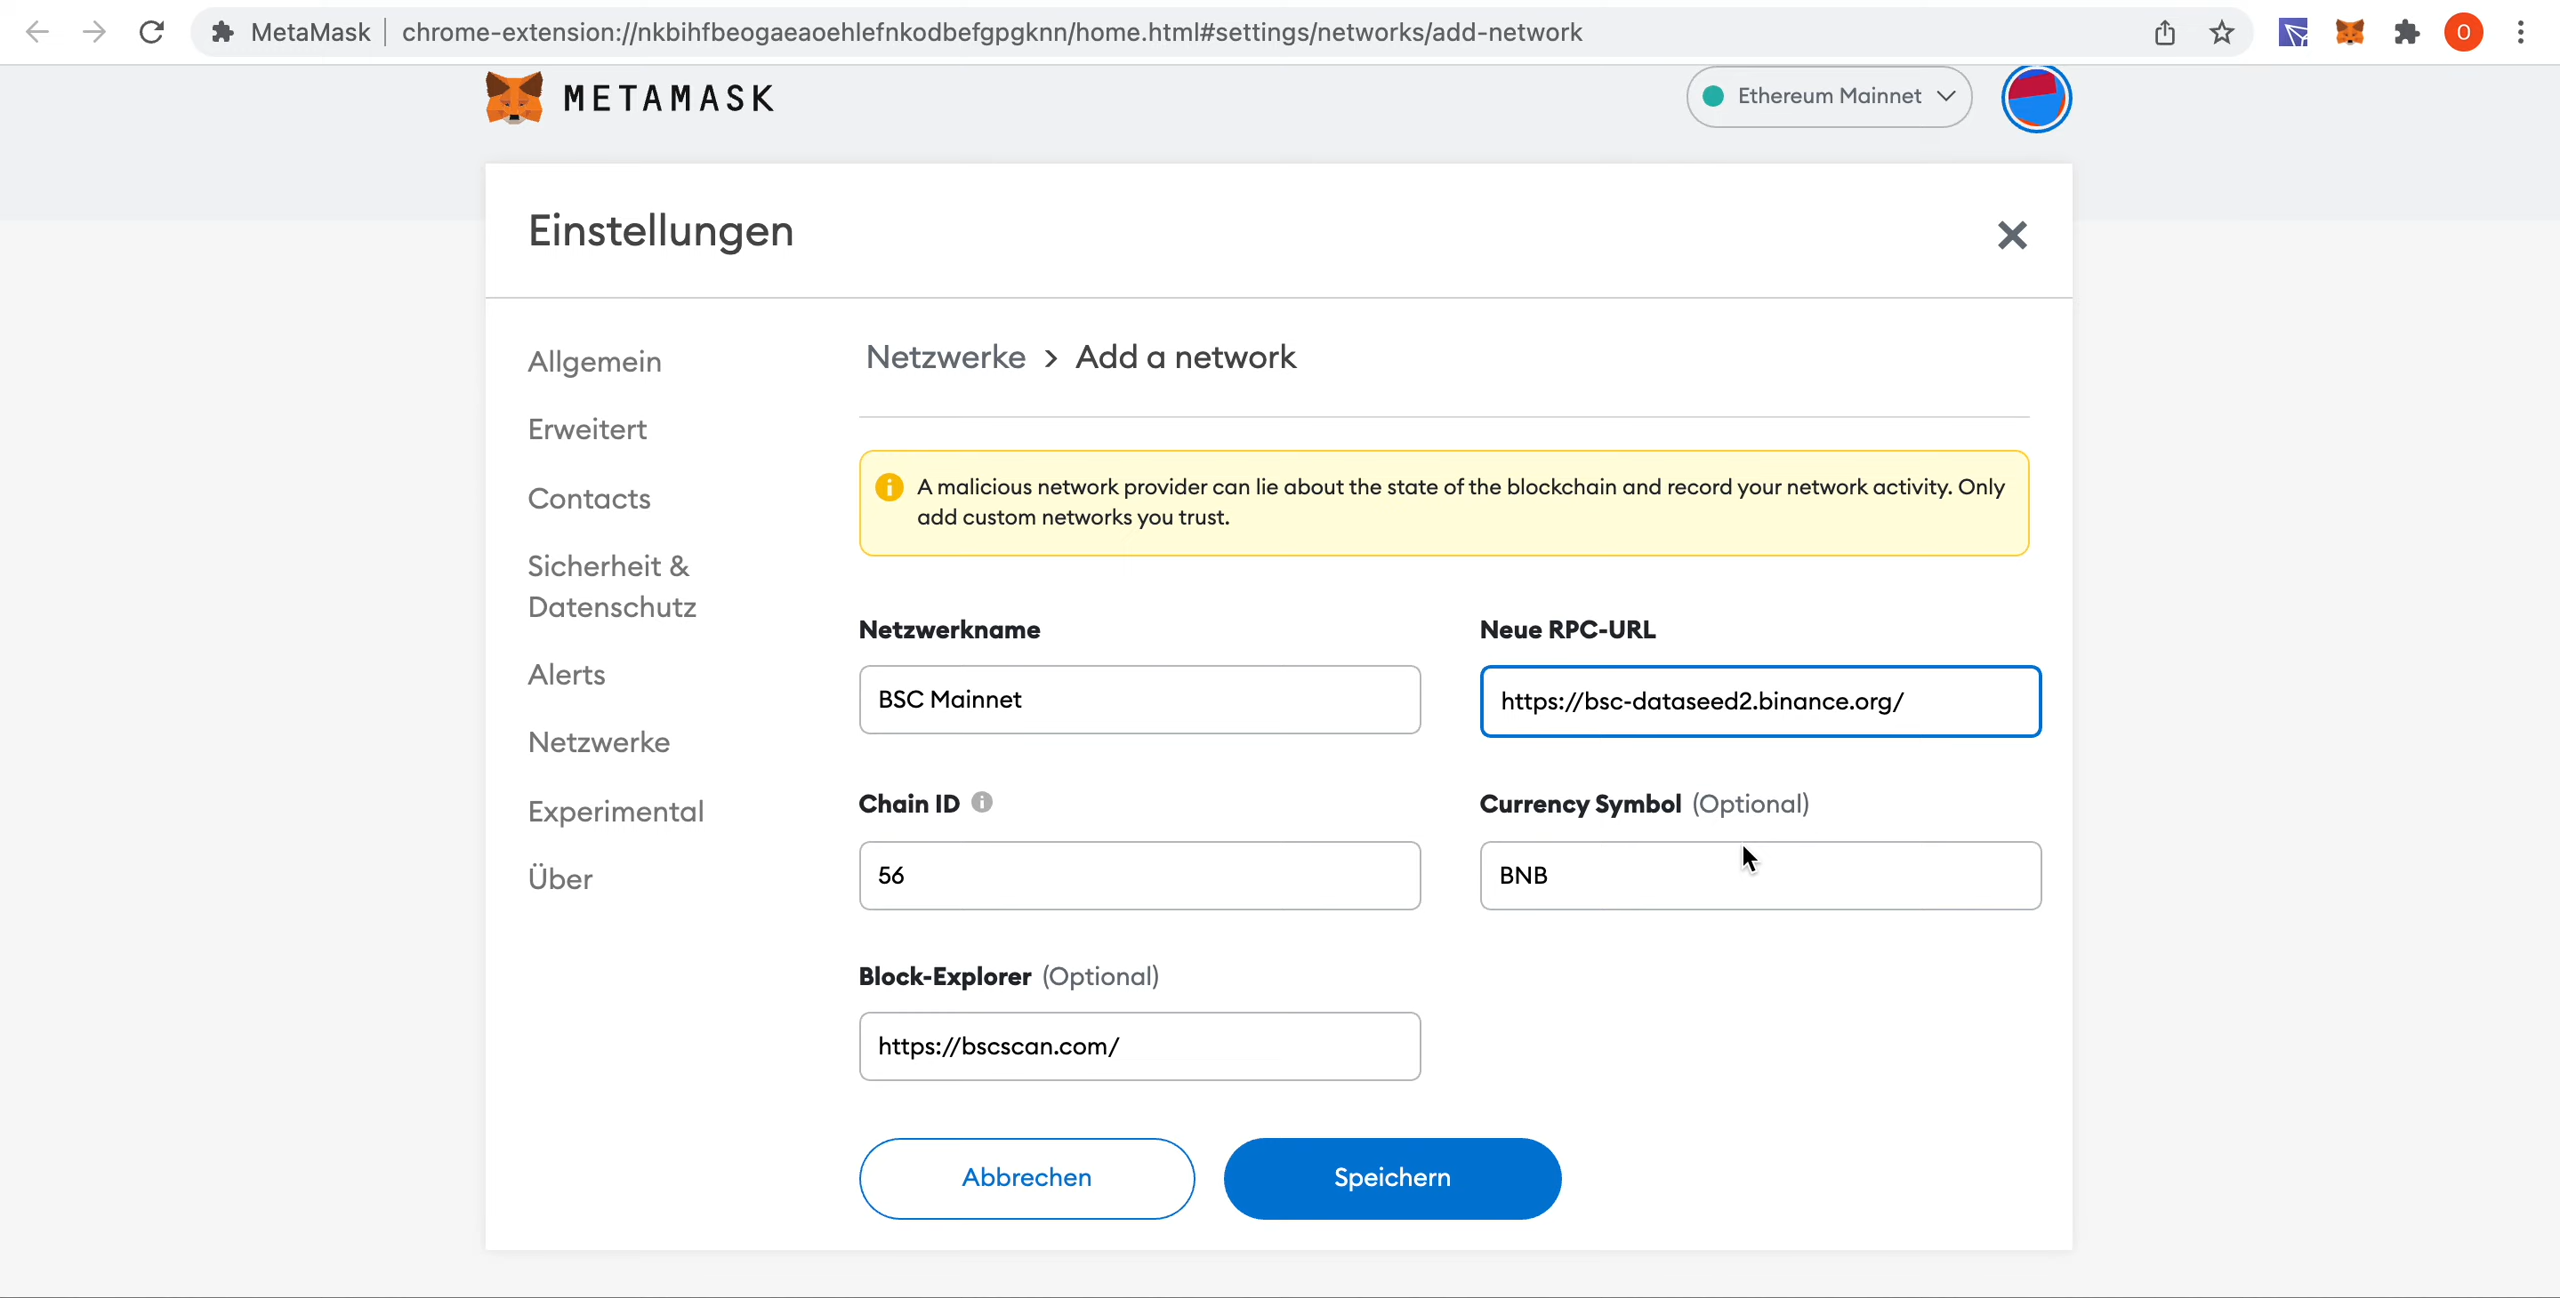 MetaMask
chrome-extension://nkbihfbeogaeaoehlefnkodbefgpgknn/home.html#settings/networks/add-network
O
METAMASK
Ethereum Mainnet
Einstellungen
Allgemein
Erweitert
Contacts
Sicherheit &
Datenschutz
Alerts
Netzwerke
Experimental
Über
Netzwerke > Add a network
A malicious network provider can lie about the state of the blockchain and record your network activity. Only
add custom networks you trust.
Netzwerkname
BSC Mainnet
Neue RPC-URL
https://bsc-dataseed2.binance.org/
Chain ID
56
Currency Symbol (Optional)
BNB
Block-Explorer (Optional)
https://bscscan.com/
Abbrechen
Speichern